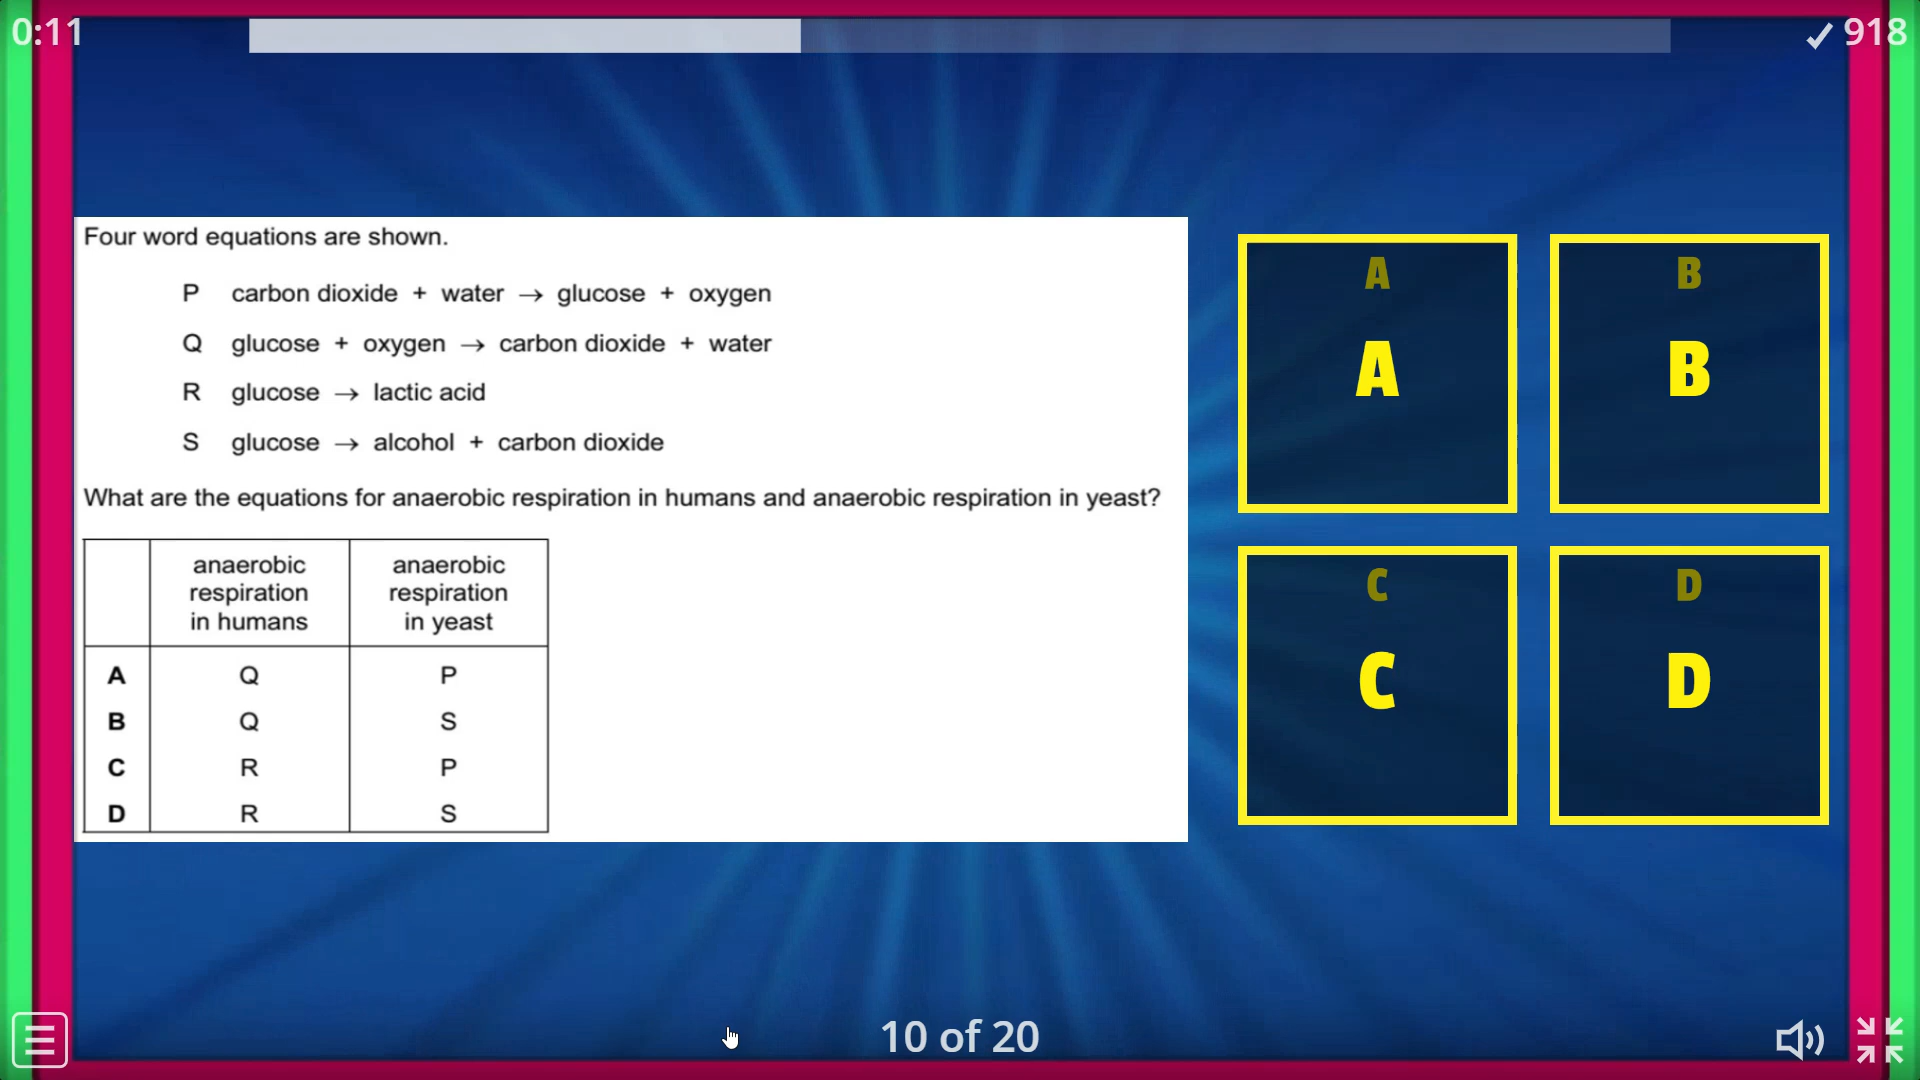 0:11
918
Four word equations are shown.
P carbon dioxide + water → glucose + oxygen
Q glucose + oxygen → carbon dioxide + water
R glucose → lactic acid
S glucose → alcohol + carbon dioxide
What are the equations for anaerobic respiration in humans and anaerobic respiration in yeast?
anaerobic respiration in humans
anaerobic respiration in yeast
A Q P
B Q S
C R P
D R S
A
A
B
B
C
C
D
D
10 of 20